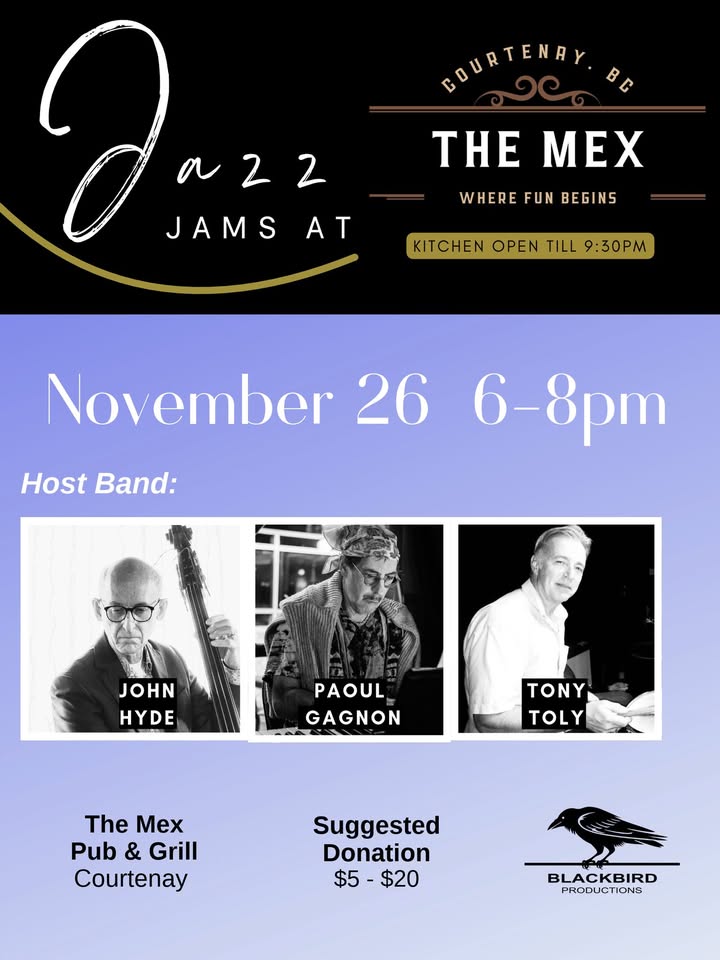 Jazz
JAMS AT
COURTENAY, BC
THE MEX
WHERE FUN BEGINS
KITCHEN OPEN TILL 9:30PM
November 26 6-8pm
Host Band:
JOHN
HYDE
PAOUL
GAGNON
TONY
TOLY
The Mex
Pub & Grill
Courtenay
Suggested
Donation
$5 - $20
BLACKBIRD
PRODUCTIONS